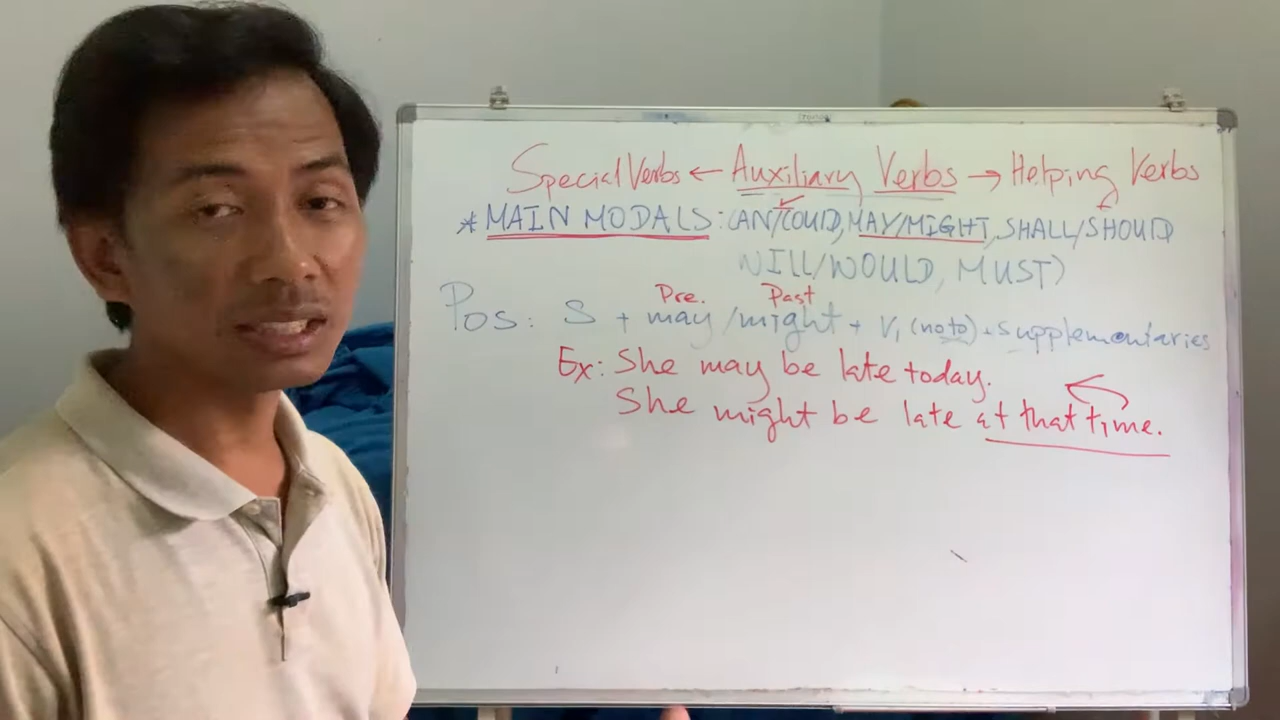 Special Verbs ← Auxiliary Verbs → Helping Verbs
* MAIN MODALS: (CAN/COULD, MAY/MIGHT, SHALL/SHOULD
WILL/WOULD, MUST)
Pre. Past
Pos: S + may/might + V1 (no to) + supplementaries
Ex: She may be late today.
She might be late at that time.